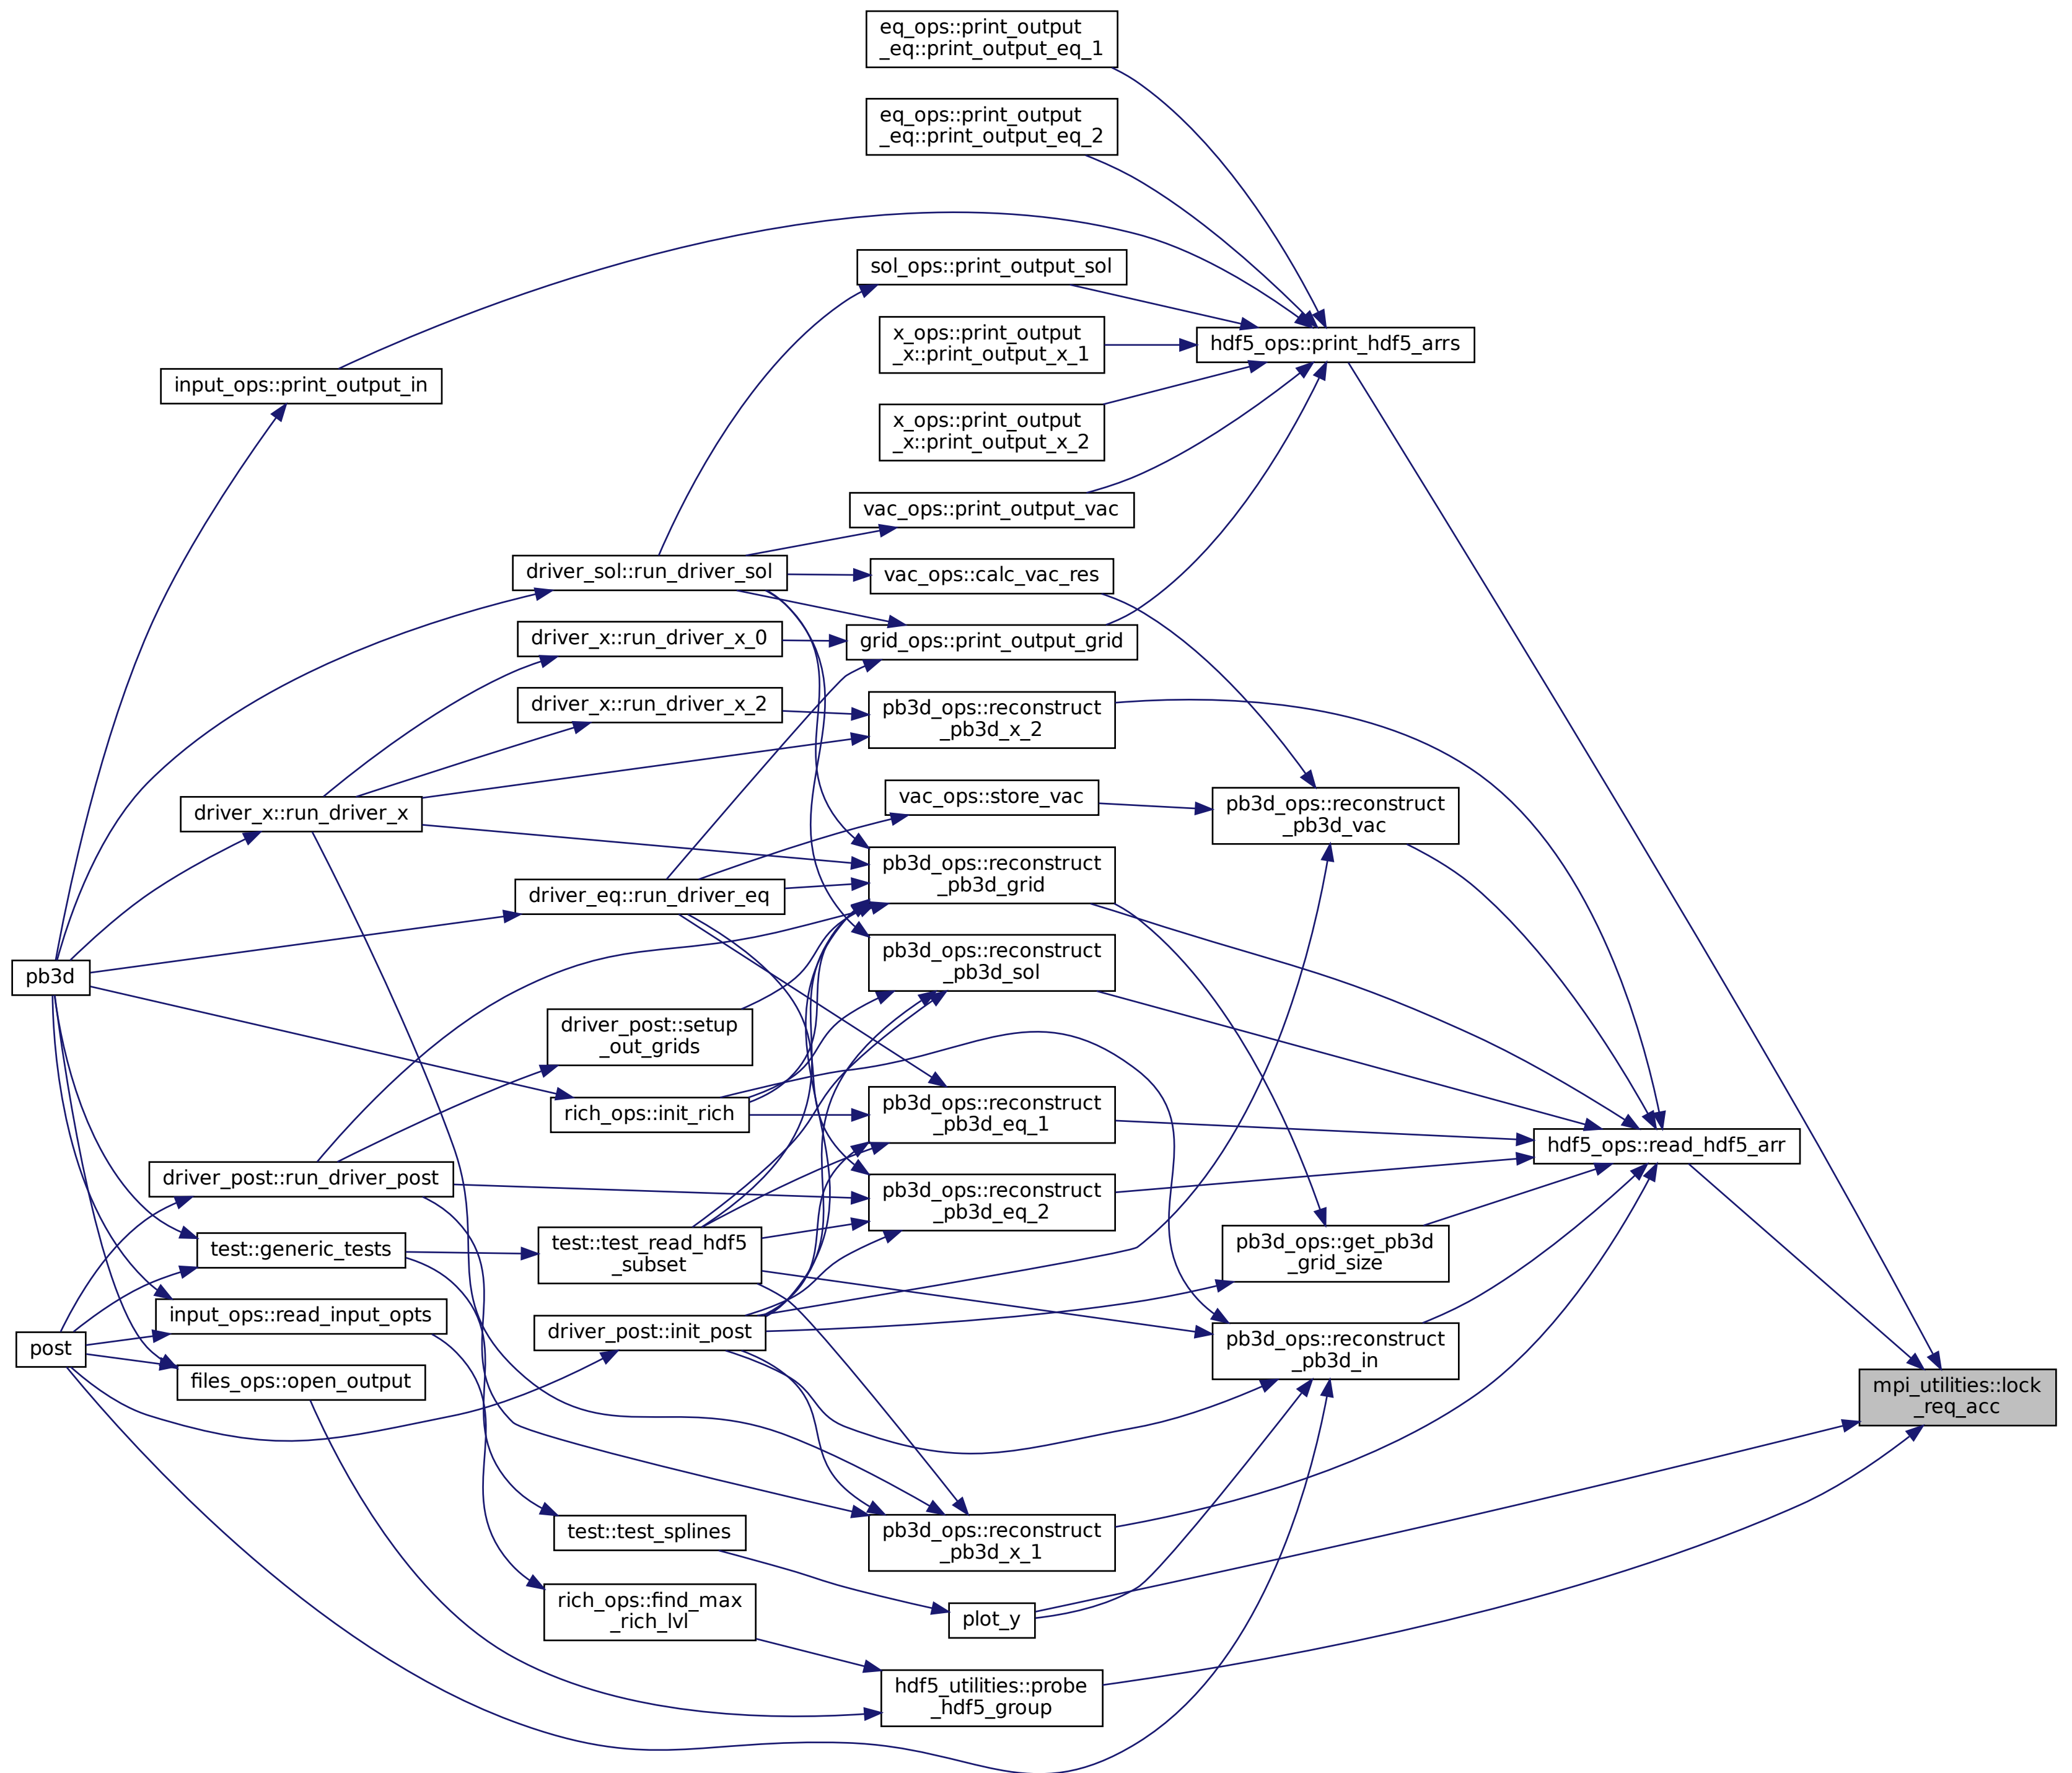 eq_ops::print_output
_eq::print_output_eq_1
eq_ops::print_output
_eq::print_output_eq_2
sol_ops::print_output_sol
x_ops::print_output
_x::print_output_x_1
hdf5_ops::print_hdf5_arrs
input_ops::print_output_in
x_ops::print_output
_x::print_output_x_2
vac_ops::print_output_vac
driver_sol::run_driver_sol
vac_ops::calc_vac_res
driver_x::run_driver_x_0
grid_ops::print_output_grid
driver_x::run_driver_x_2
pb3d_ops::reconstruct
_pb3d_x_2
driver_x::run_driver_x
vac_ops::store_vac
pb3d_ops::reconstruct
_pb3d_vac
driver_eq::run_driver_eq
pb3d_ops::reconstruct
_pb3d_grid
pb3d
pb3d_ops::reconstruct
_pb3d_sol
driver_post::setup
_out_grids
rich_ops::init_rich
pb3d_ops::reconstruct
_pb3d_eq_1
hdf5_ops::read_hdf5_arr
driver_post::run_driver_post
pb3d_ops::reconstruct
_pb3d_eq_2
test::generic_tests
test::test_read_hdf5
_subset
pb3d_ops::get_pb3d
_grid_size
input_ops::read_input_opts
post
driver_post::init_post
pb3d_ops::reconstruct
_pb3d_in
files_ops::open_output
mpi_utilities::lock
_req_acc
test::test_splines
pb3d_ops::reconstruct
_pb3d_x_1
rich_ops::find_max
_rich_lvl
plot_y
hdf5_utilities::probe
_hdf5_group